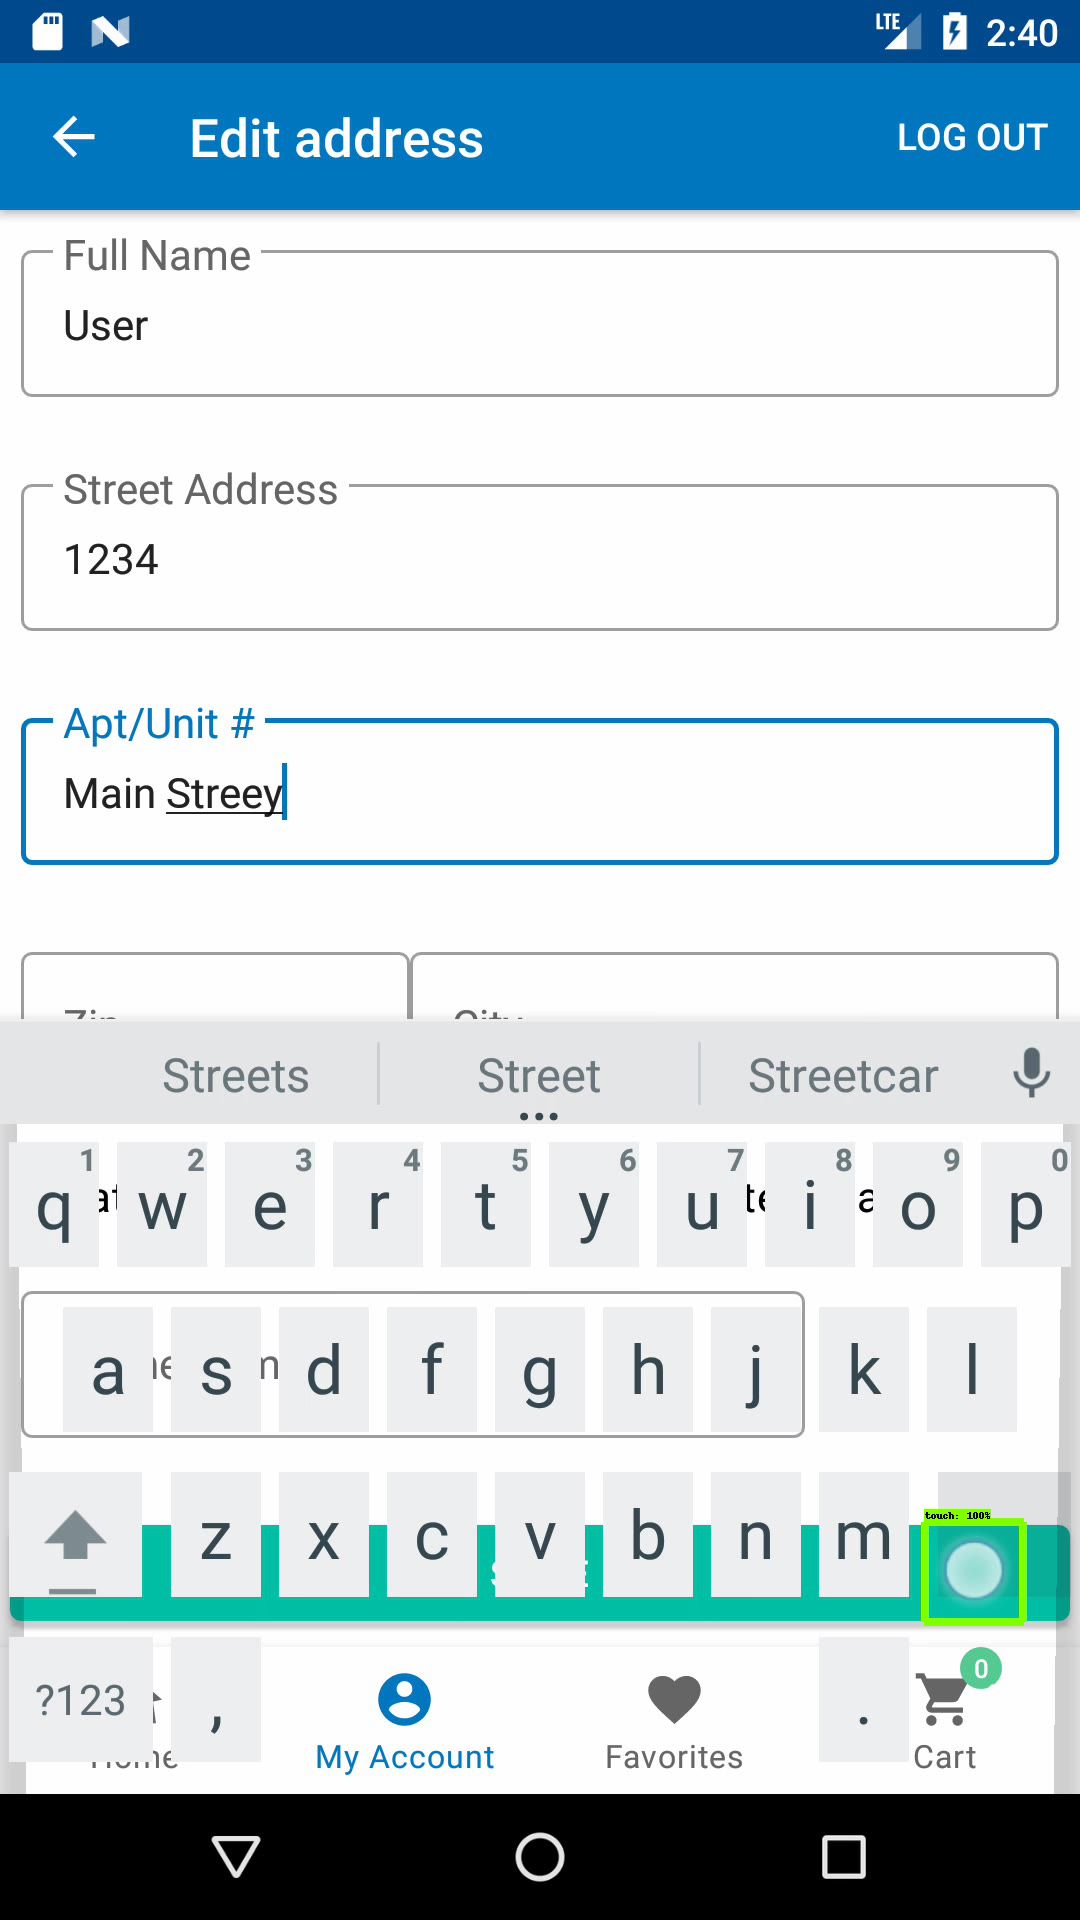 LTE 2:40
Edit address LOG OUT
Full Name
User
Street Address
1234
Apt/Unit #
Main Streey
Zip City
Streets Street Streetcar
1 2 3 4 5 6 7 8 9 0
q w e r t y u i o p
a s d f g h j k l
touch: 100%
z x c v b n m
0
?123 , .
Home My Account Favorites Cart